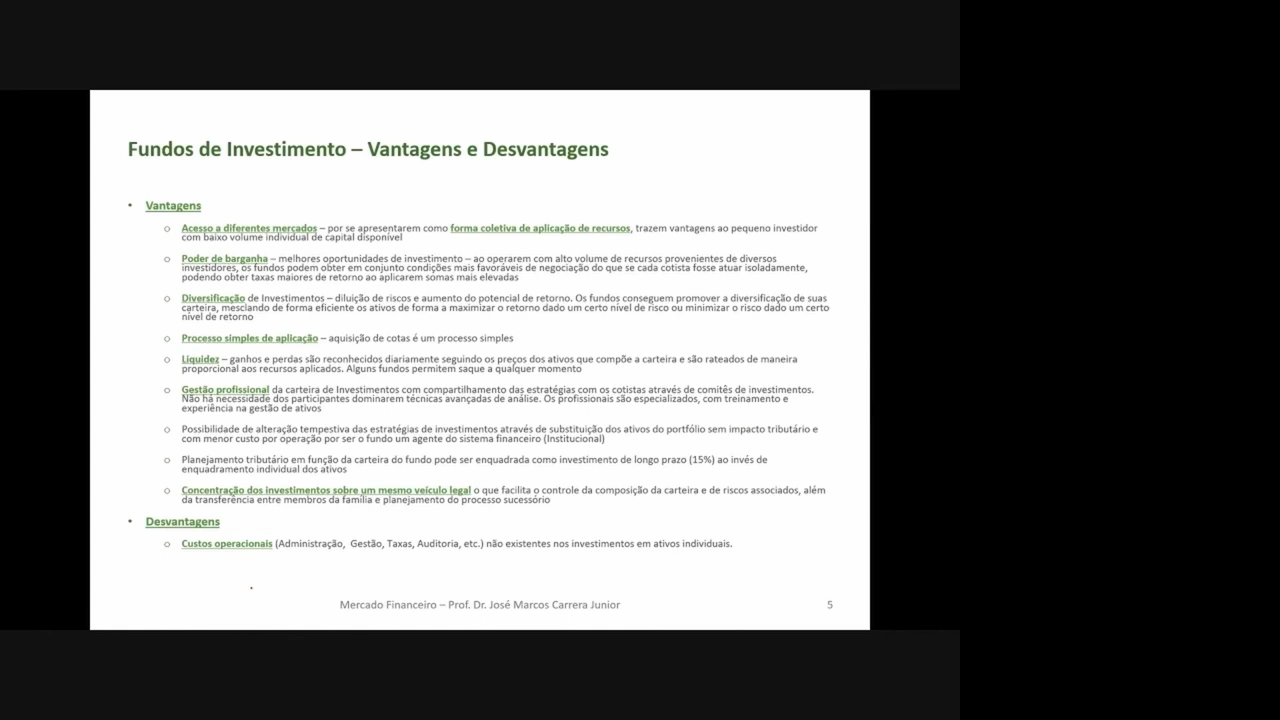 Fundos de Investimento – Vantagens e Desvantagens
• Vantagens
o Acesso a diferentes mercados – por se apresentarem como forma coletiva de aplicação de recursos, trazem vantagens ao pequeno investidor
com baixo volume individual de capital disponível
o Poder de barganha – melhores oportunidades de investimento – ao operarem com alto volume de recursos provenientes de diversos
investidores, os fundos podem obter em conjunto condições mais favoráveis de negociação do que se cada cotista fosse atuar isoladamente,
podendo obter taxas maiores de retorno ao aplicarem somas mais elevadas
o Diversificação de Investimentos – diluição de riscos e aumento do potencial de retorno. Os fundos conseguem promover a diversificação de suas
carteira, mesclando de forma eficiente os ativos de forma a maximizar o retorno dado um certo nível de risco ou minimizar o risco dado um certo
nível de retorno
o Processo simples de aplicação – aquisição de cotas é um processo simples
o Liquidez – ganhos e perdas são reconhecidos diariamente seguindo os preços dos ativos que compõe a carteira e são rateados de maneira
proporcional aos recursos aplicados. Alguns fundos permitem saque a qualquer momento
o Gestão profissional da carteira de Investimentos com compartilhamento das estratégias com os cotistas através de comitês de investimentos.
Não há necessidade dos participantes dominarem técnicas avançadas de análise. Os profissionais são especializados, com treinamento e
experiência na gestão de ativos
o Possibilidade de alteração tempestiva das estratégias de investimentos através de substituição dos ativos do portfólio sem impacto tributário e
com menor custo por operação por ser o fundo um agente do sistema financeiro (Institucional)
o Planejamento tributário em função da carteira do fundo pode ser enquadrada como investimento de longo prazo (15%) ao invés de
enquadramento individual dos ativos
o Concentração dos investimentos sobre um mesmo veículo legal o que facilita o controle da composição da carteira e de riscos associados, além
da transferência entre membros da família e planejamento do processo sucessório
• Desvantagens
o Custos operacionais (Administração, Gestão, Taxas, Auditoria, etc.) não existentes nos investimentos em ativos individuais.
Mercado Financeiro – Prof. Dr. José Marcos Carrera Junior
5